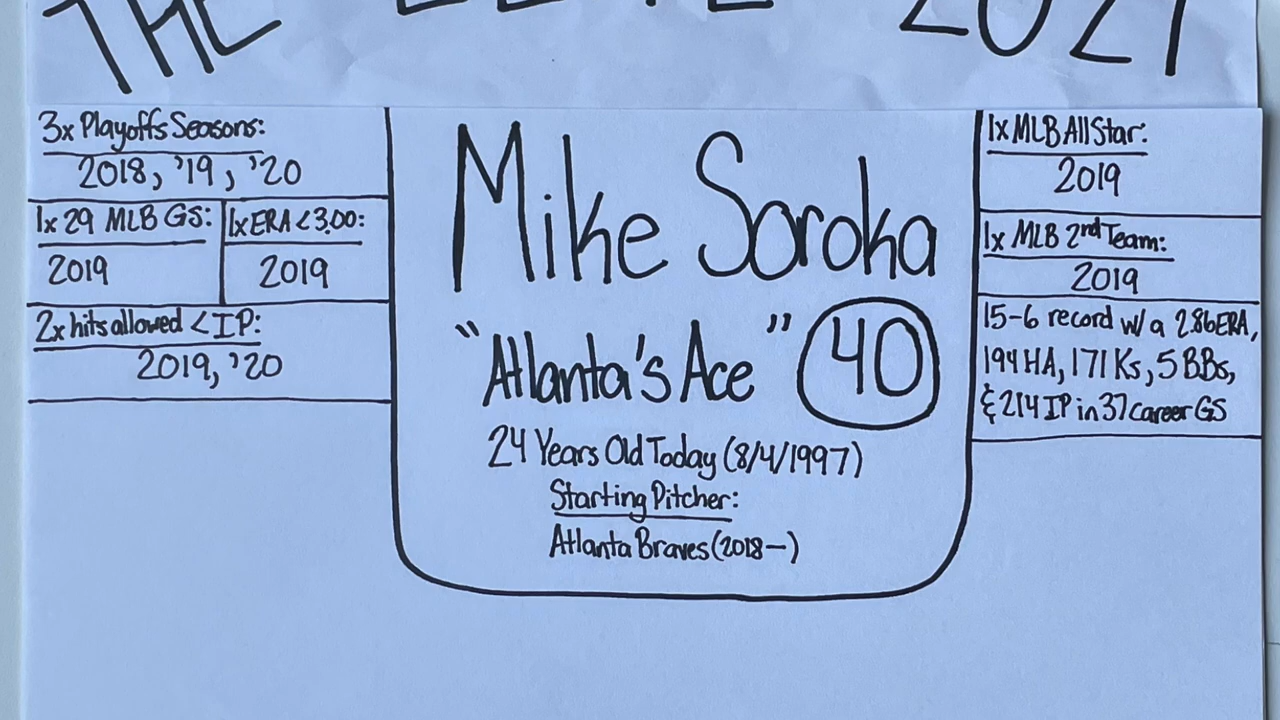 THE 2021
3x Playoffs Seasons:
2018, '19, '20
1x 29 MLB GS:
2019
1x ERA < 3.00:
2019
2x hits allowed < IP:
2019, '20
Mike Soroka
"Atlanta's Ace" 40
24 Years Old Today (8/4/1997)
Starting Pitcher:
Atlanta Braves (2018–)
1x MLB All Star:
2019
1x MLB 2nd Team:
2019
15-6 record w/ a 2.86 ERA,
194 HA, 171 Ks, 5 BBs,
& 214 IP in 37 career GS